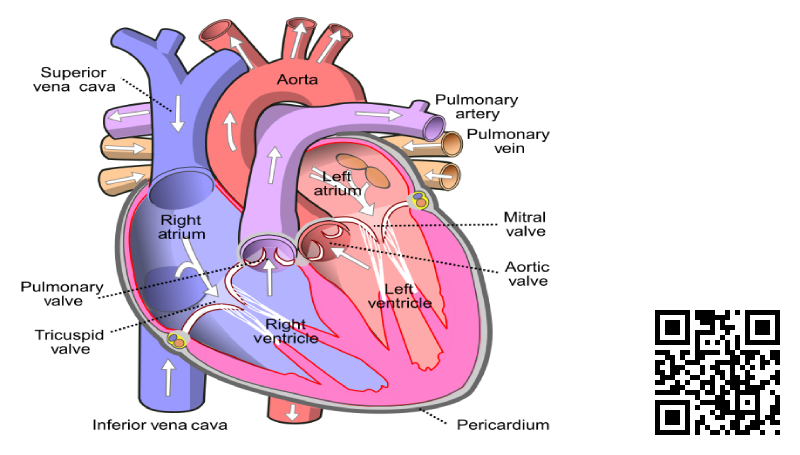 Superior
vena cava
Aorta
Pulmonary
artery
Pulmonary
vein
Left
atrium
Right
atrium
Mitral
valve
Aortic
valve
Pulmonary
valve
Left
ventricle
Tricuspid
valve
Right
ventricle
Inferior vena cava
Pericardium